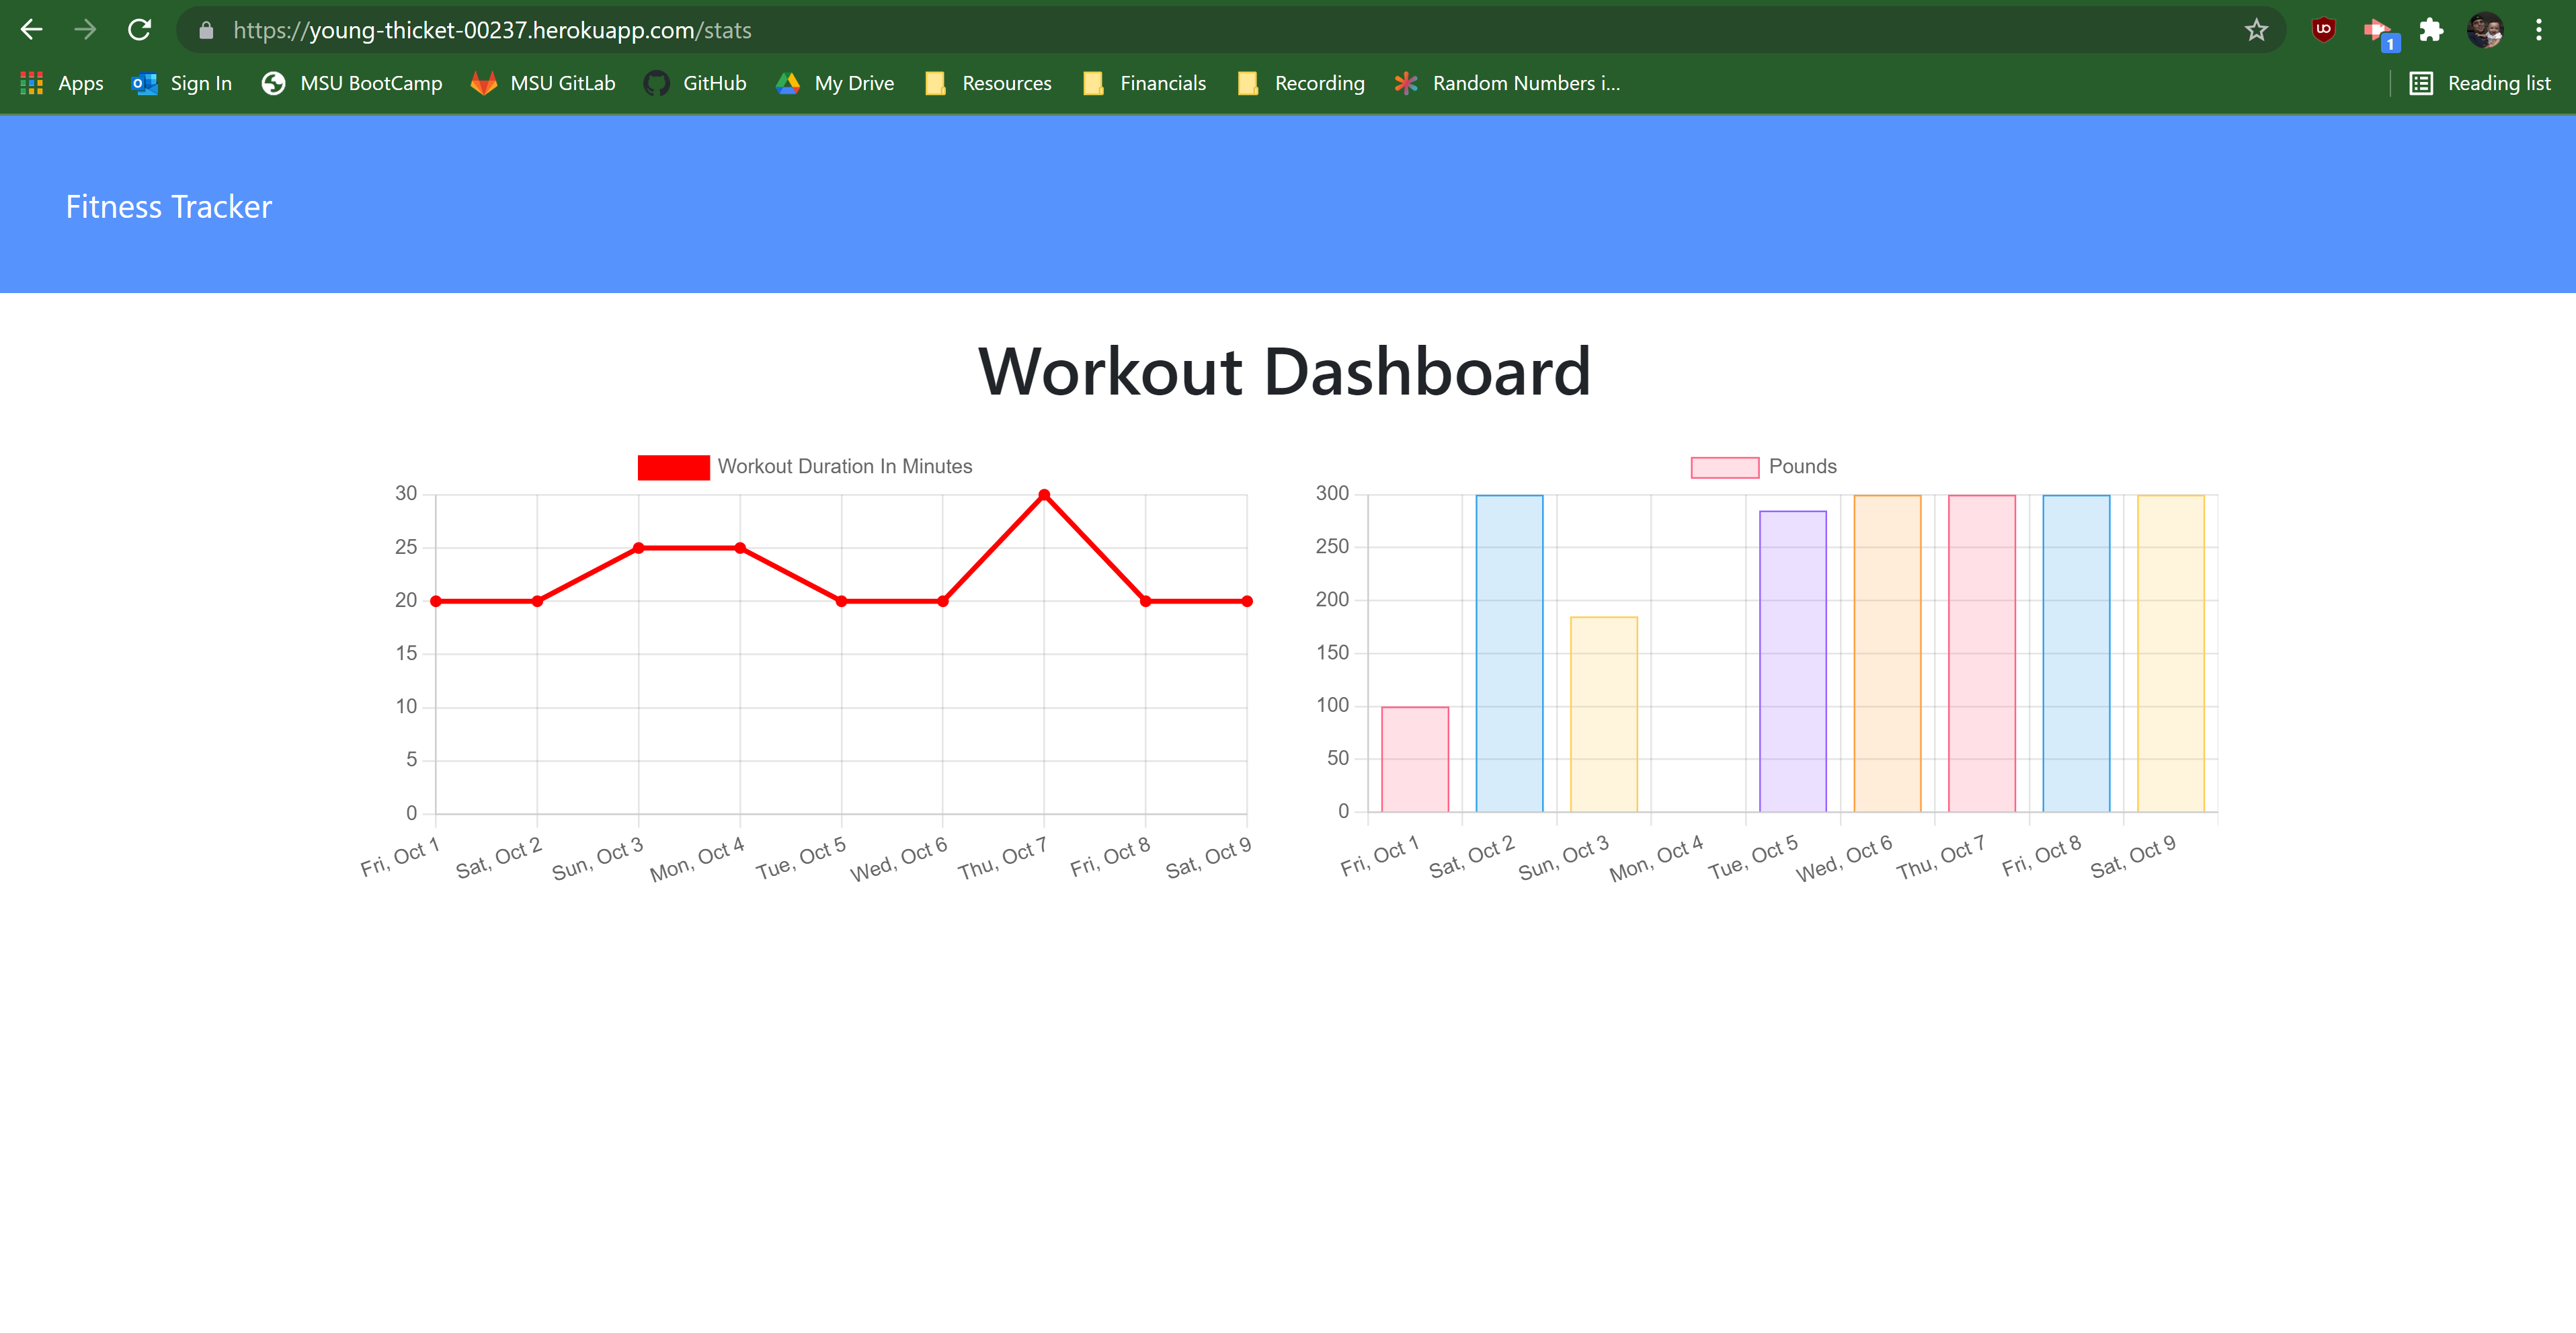 https://young-thicket-00237.herokuapp.com/stats
1
Apps Sign In MSU BootCamp MSU GitLab GitHub My Drive Resources Financials Recording Random Numbers i... Reading list
Fitness Tracker
Workout Dashboard
Workout Duration In Minutes
30
25
20
15
10
5
0
Fri, Oct 1 Sat, Oct 2 Sun, Oct 3 Mon, Oct 4 Tue, Oct 5 Wed, Oct 6 Thu, Oct 7 Fri, Oct 8 Sat, Oct 9
Pounds
300
250
200
150
100
50
0
Fri, Oct 1 Sat, Oct 2 Sun, Oct 3 Mon, Oct 4 Tue, Oct 5 Wed, Oct 6 Thu, Oct 7 Fri, Oct 8 Sat, Oct 9